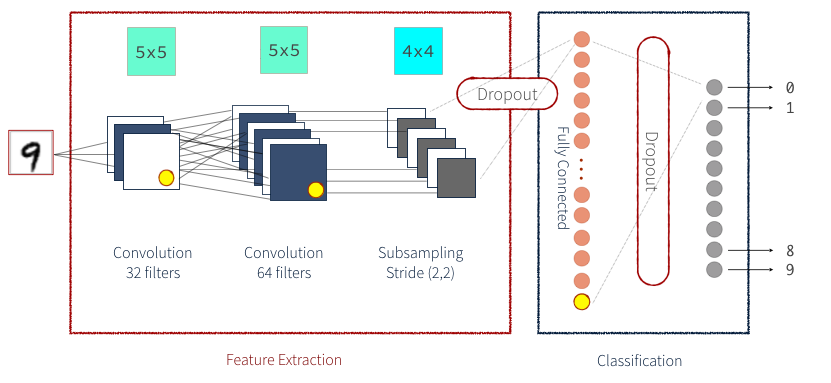 5x5
5x5
4x4
Dropout
9
Fully Connected
Dropout
0
1
8
9
Convolution
32 filters
Convolution
64 filters
Subsampling
Stride (2,2)
Feature Extraction
Classification